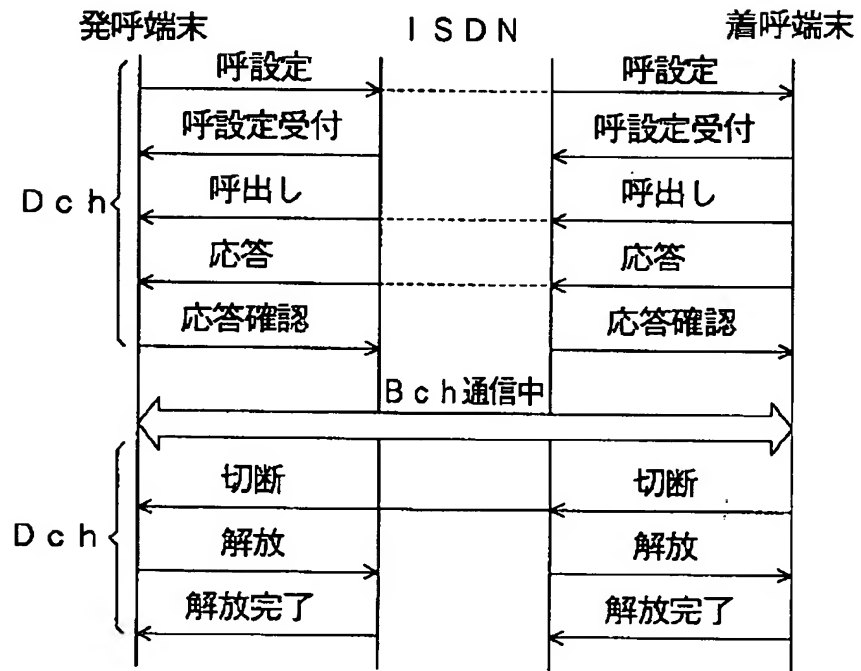 発呼端末 ISDN 着呼端末
呼設定 呼設定
呼設定受付 呼設定受付
Dch
呼出し 呼出し
応答 応答
応答確認 応答確認
Bch通信中
切断 切断
Dch
解放 解放
解放完了 解放完了